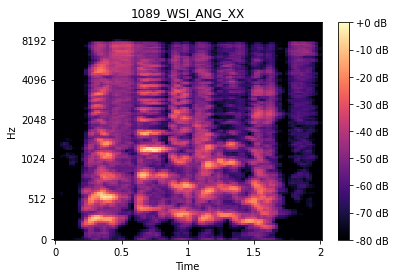 1089_WSI_ANG_XX
8192
4096
2048
1024
512
0
Hz
0
0.5
1
1.5
2
Time
+0 dB
-10 dB
-20 dB
-30 dB
-40 dB
-50 dB
-60 dB
-70 dB
-80 dB